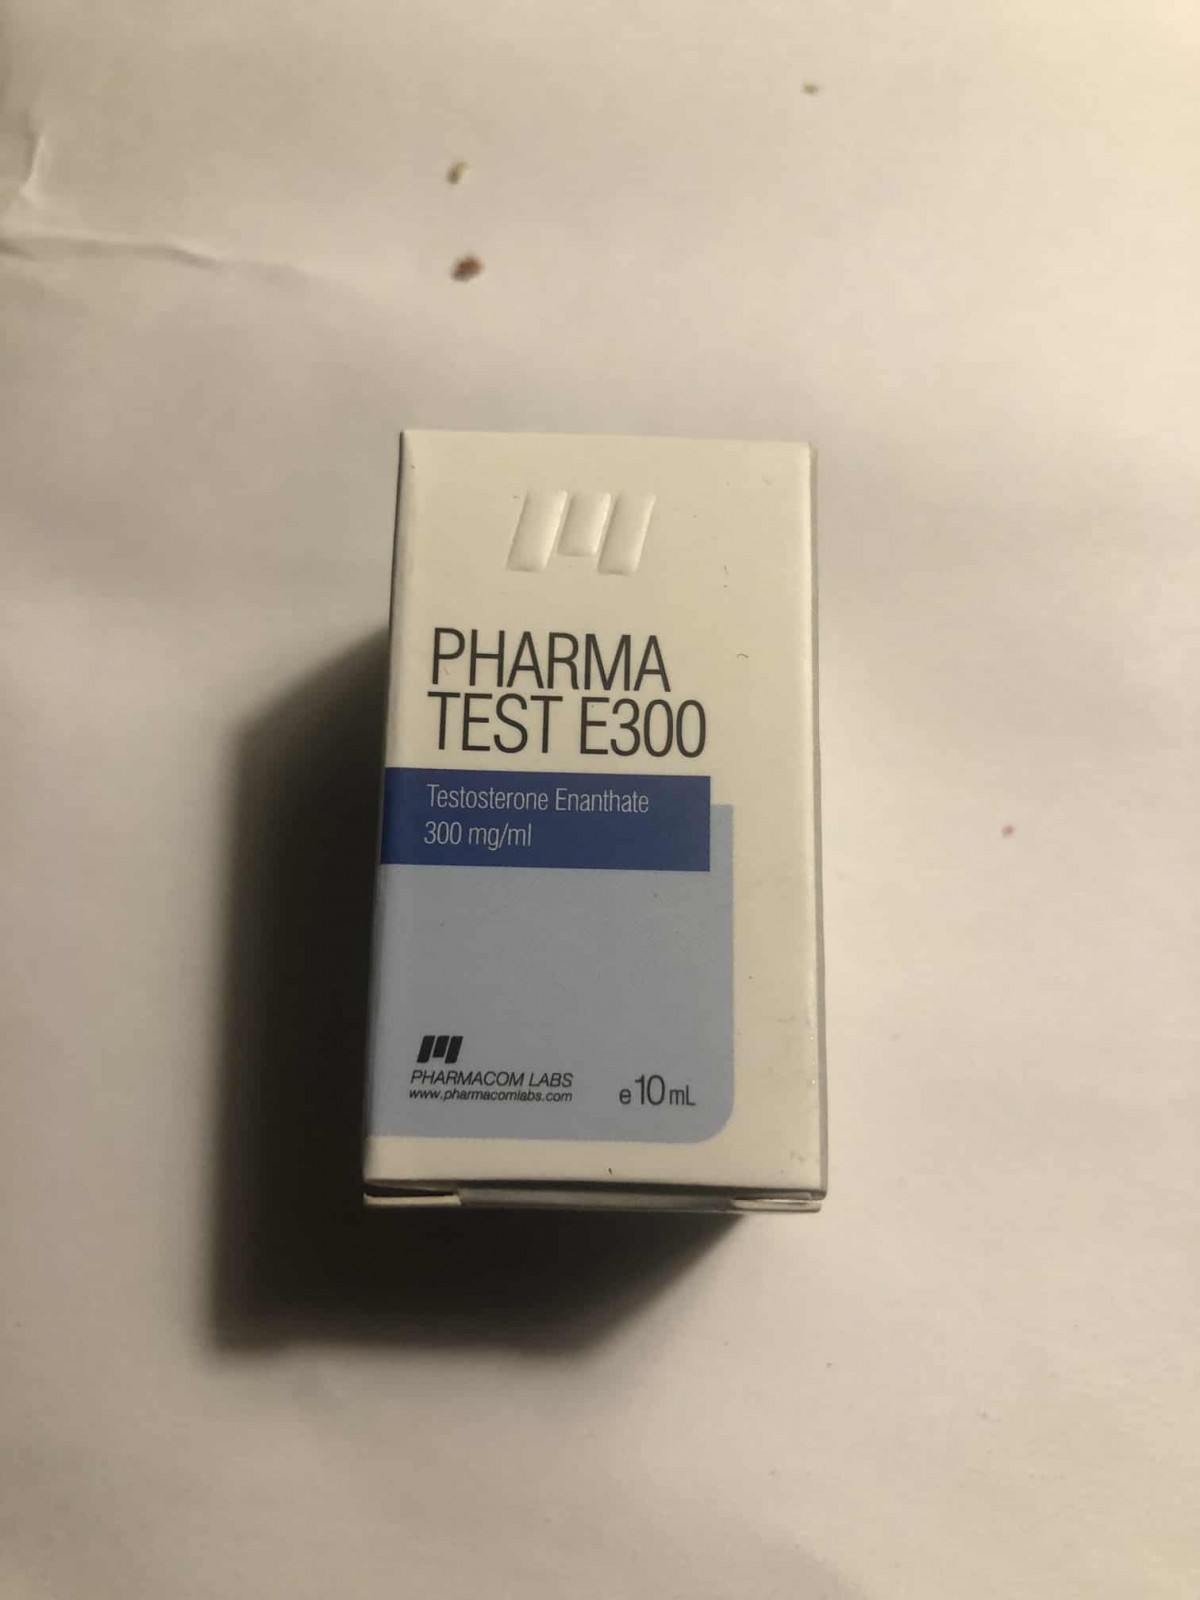 PHARMA
TEST E300
Testosterone Enanthate
300 mg/ml
PHARMACOM LABS
www.pharmacomlabs.com
e 10 mL